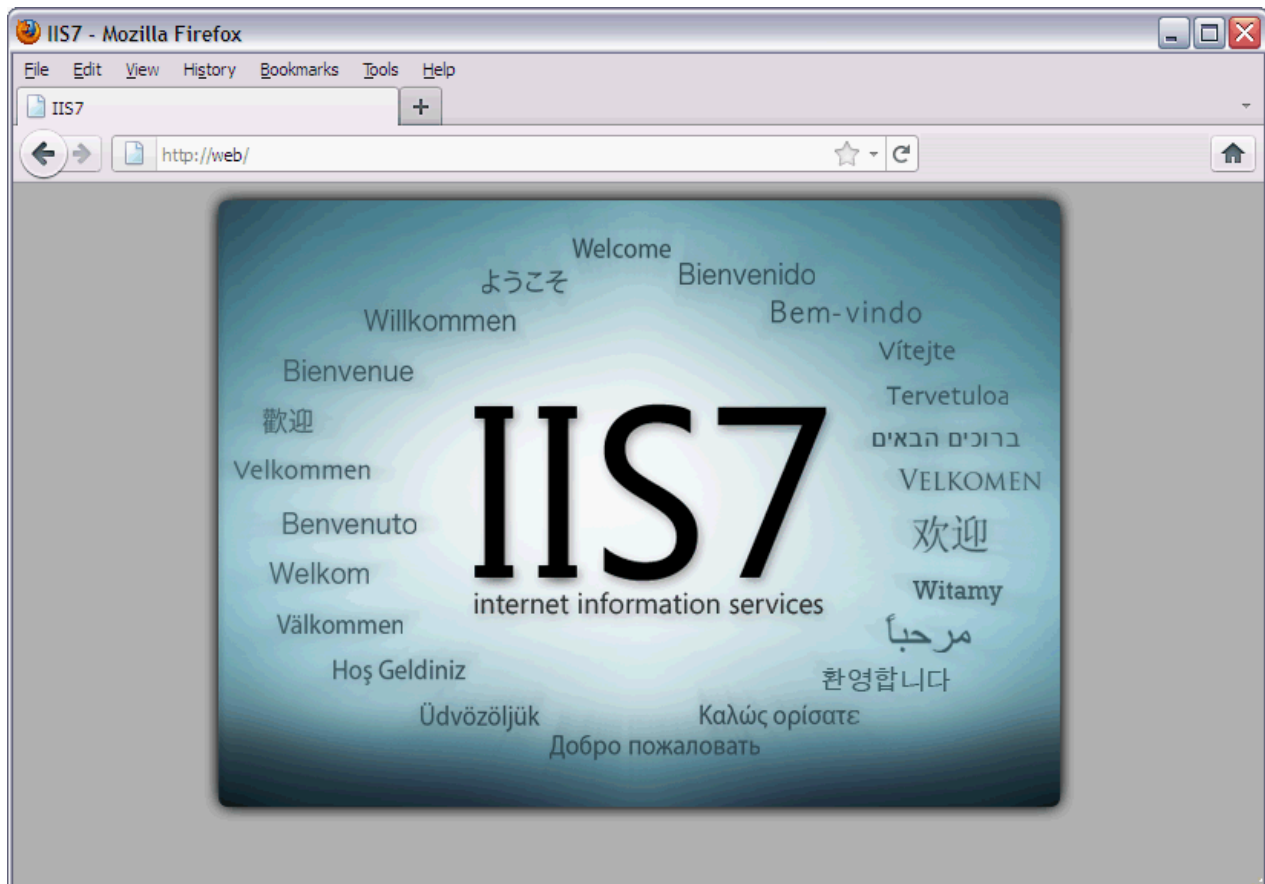 IIS7 - Mozilla Firefox
File Edit View History Bookmarks Tools Help
IIS7
http://web/
Welcome
ようこそ
Bienvenido
Willkommen
Bem-vindo
Vítejte
Bienvenue
Tervetuloa
歡迎
ברוכים הבאים
Velkommen
VELKOMEN
Benvenuto
欢迎
Welkom
Witamy
Välkommen
مرحباً
Hoş Geldiniz
환영합니다
Üdvözöljük
Καλώς ορίσατε
Добро пожаловать
IIS7
internet information services